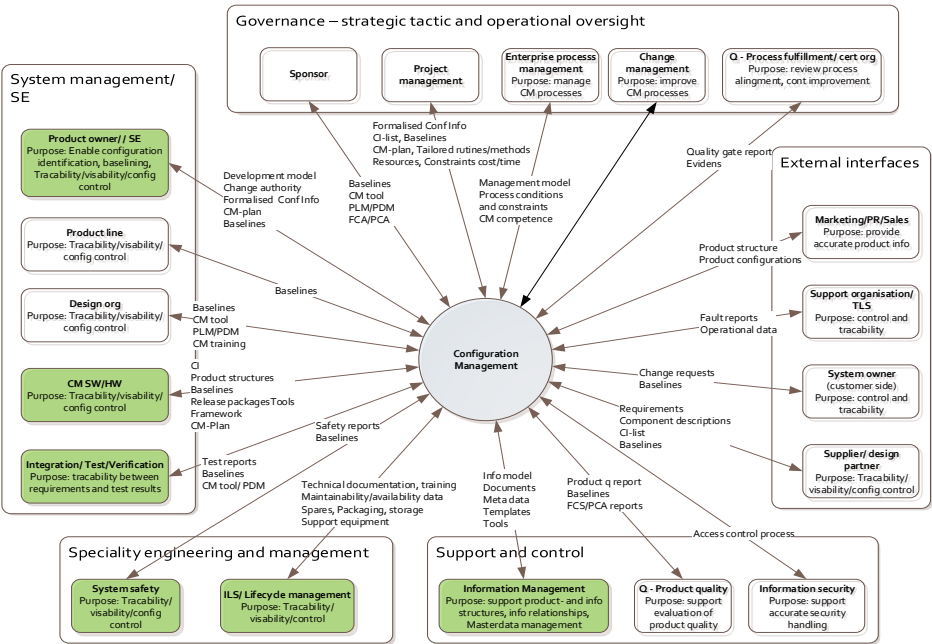 Governance – strategic tactic and operational oversight
Sponsor
Project
management
Enterprise processs
management
Purpose: manage
CM processes
Change
management
Purpose: improve
CM processes
Q - Process fulfillment/ cert org
Purpose: review process
alingment, cont improvement
System management/
SE
Product owner// SE
Purpose: Enable configuration
identification, baselining,
Tracability/visability/config
control
Product line
Purpose: Tracability/visability/
config control
Design org
Purpose: Tracability/visability/
config control
CM SW/HW
Purpose: Tracability/visability/
config control
Integration/ Test/Verification
Purpose: tracability between
requirements and test results
Development model
Change authority
Formalised Conf Info
CM-plan
Baselines
Baselines
CM tool
PLM/PDM
FCA/PCA
Formalised Conf Info
CI-list, Baselines
CM-plan, Tailored rutines/methods
Resources, Constraints cost/time
Management model
Process conditions
and constraints
CM competence
Quality gate report
Evidens
External interfaces
Marketing/PR/Sales
Purpose: provide
accurate product info
Support organisation/
TLS
Purpose: control and
tracability
System owner
(customer side)
Purpose: control and
tracability
Supplier/ design
partner
Purpose: Tracability/
visability/config control
Product structure
Product configurations
Fault reports
Operational data
Change requests
Baselines
Requirements
Component descriptions
CI-list
Baselines
Configuration
Management
Baselines
Baselines
CM tool
PLM/PDM
CM training
CI
Product structures
Baselines
Release packagesTools
Framework
CM-Plan
Test reports
Baselines
CM tool/ PDM
Safety reports
Baselines
Technical documentation, training
Maintainability/availability data
Spares, Packaging, storage
Support equipment
Info model
Documents
Meta data
Templates
Tools
Product q report
Baselines
FCS/PCA reports
Access control process
Speciality engineering and management
System safety
Purpose: Tracability/
visability/config
control
ILS/ Lifecycle management
Purpose: Tracability/
visability/control
Support and control
Information Management
Purpose: support product- and info
structures, info relationships,
Masterdata management
Q - Product quality
Purpose: support
evaluation of
product quality
Information security
Purpose: support
accurate security
handling